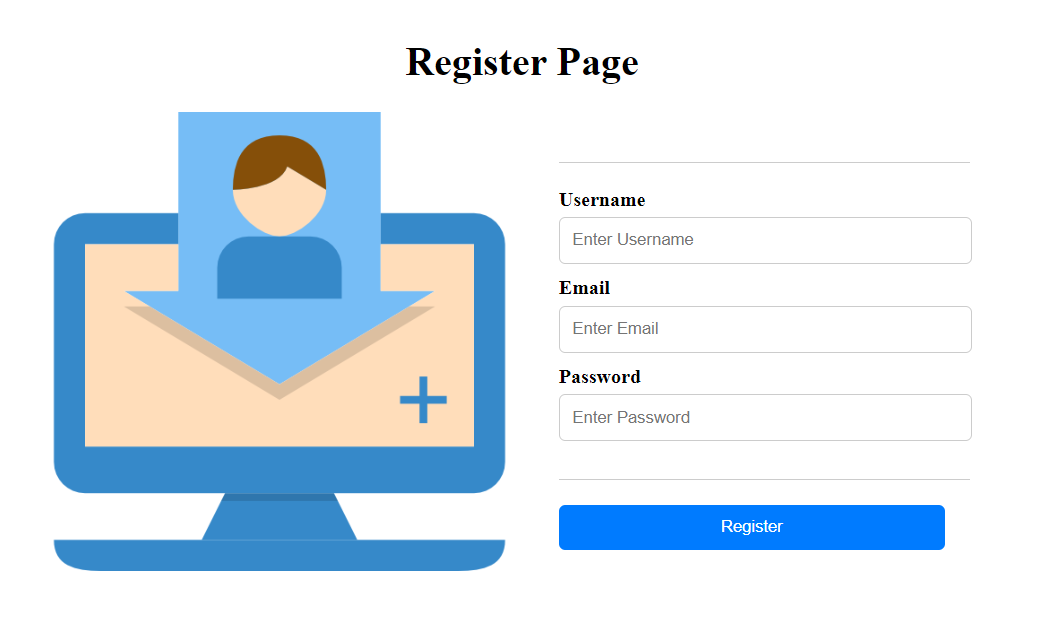 Register Page
Username
Enter Username
Email
Enter Email
Password
Enter Password
Register